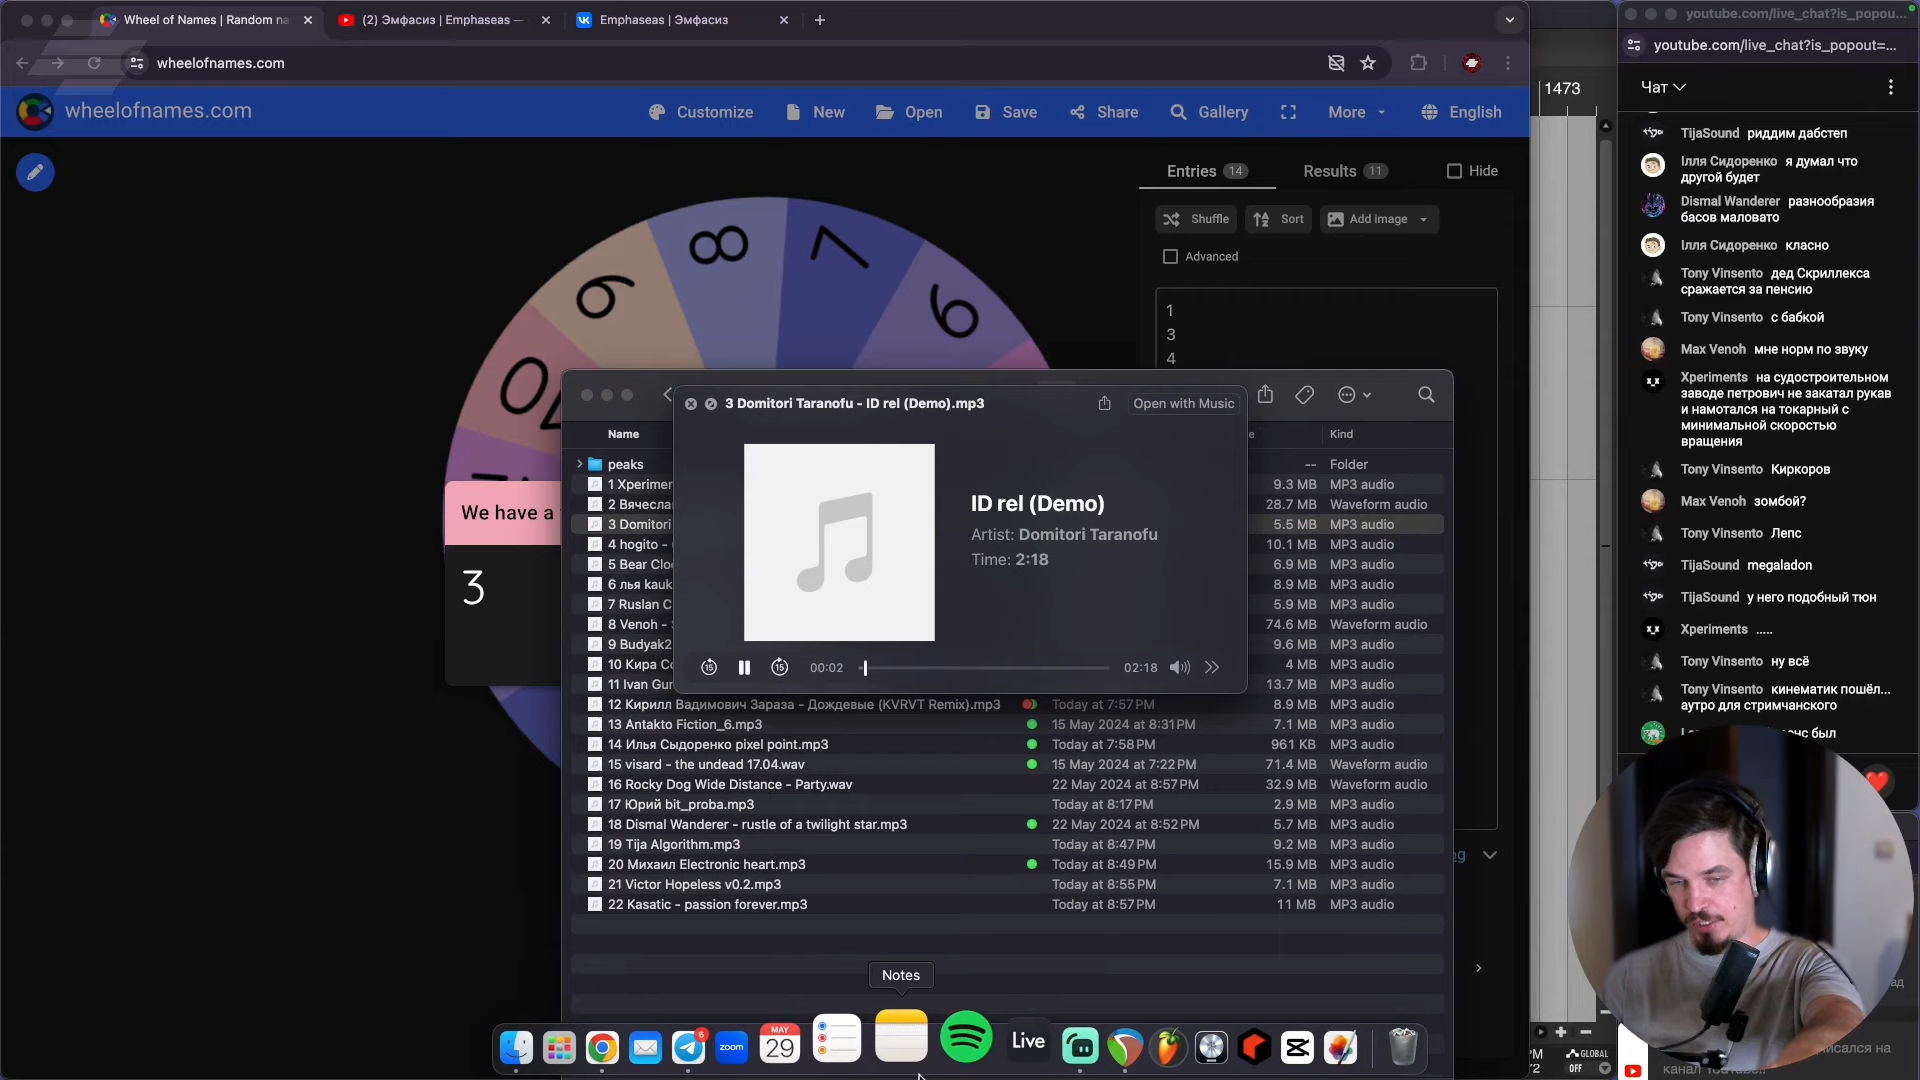 Wheel of Names | Random na
(2) Эмфасиз | Emphaseas —
Emphaseas | Эмфасиз
wheelofnames.com
wheelofnames.com
Customize
New
Open
Save
Share
Gallery
More
English
Entries 14
Results 11
Hide
Shuffle
Sort
Add image
Advanced
1
3
4
10
9
8
7
6
We have a
3
3 Domitori Taranofu - ID rel (Demo).mp3
Open with Music
ID rel (Demo)
Artist: Domitori Taranofu
Time: 2:18
15
15
00:02
02:18
Name
Kind
peaks -- Folder
1 Xperimer 9.3 MB MP3 audio
2 Вячесла 28.7 MB Waveform audio
3 Domitori 5.5 MB MP3 audio
4 hogito - 10.1 MB MP3 audio
5 Bear Clo 6.9 MB MP3 audio
6 лья kauk 8.9 MB MP3 audio
7 Ruslan C 5.9 MB MP3 audio
8 Venoh - 74.6 MB Waveform audio
9 Budyak2 9.6 MB MP3 audio
10 Кира Со 4 MB MP3 audio
11 Ivan Gur 13.7 MB MP3 audio
12 Кирилл Вадимович Зараза - Дождевые (KVRVT Remix).mp3 Today at 7:57 PM 8.9 MB MP3 audio
13 Antakto Fiction_6.mp3 15 May 2024 at 8:31 PM 7.1 MB MP3 audio
14 Илья Сыдоренко pixel point.mp3 Today at 7:58 PM 961 KB MP3 audio
15 visard - the undead 17.04.wav 15 May 2024 at 7:22 PM 71.4 MB Waveform audio
16 Rocky Dog Wide Distance - Party.wav 22 May 2024 at 8:57 PM 32.9 MB Waveform audio
17 Юрий bit_proba.mp3 Today at 8:17 PM 2.9 MB MP3 audio
18 Dismal Wanderer - rustle of a twilight star.mp3 22 May 2024 at 8:52 PM 5.7 MB MP3 audio
19 Tija Algorithm.mp3 Today at 8:47 PM 9.2 MB MP3 audio
20 Михаил Electronic heart.mp3 Today at 8:49 PM 15.9 MB MP3 audio
21 Victor Hopeless v0.2.mp3 Today at 8:55 PM 7.1 MB MP3 audio
22 Kasatic - passion forever.mp3 Today at 8:57 PM 11 MB MP3 audio
Notes
6
zoom
MAY
29
Live
1473
GLOBAL
OFF
youtube.com/live_chat?is_popou...
youtube.com/live_chat?is_popout=...
Чат
TijaSound риддим дабстеп
Ілля Сидоренко я думал что
другой будет
Dismal Wanderer разнообразия
басов маловато
Ілля Сидоренко класно
Tony Vinsento дед Скриллекса
сражается за пенсию
Tony Vinsento с бабкой
Max Venoh мне норм по звуку
Xperiments на судостроительном
заводе петрович не закатал рукав
и намотался на токарный с
минимальной скоростью
вращения
Tony Vinsento Киркоров
Max Venoh зомбой?
Tony Vinsento Лепс
TijaSound megaladon
TijaSound у него подобный тюн
Xperiments .....
Tony Vinsento ну всё
Tony Vinsento кинематик пошёл...
аутро для стримчанского
был
канал YouTube